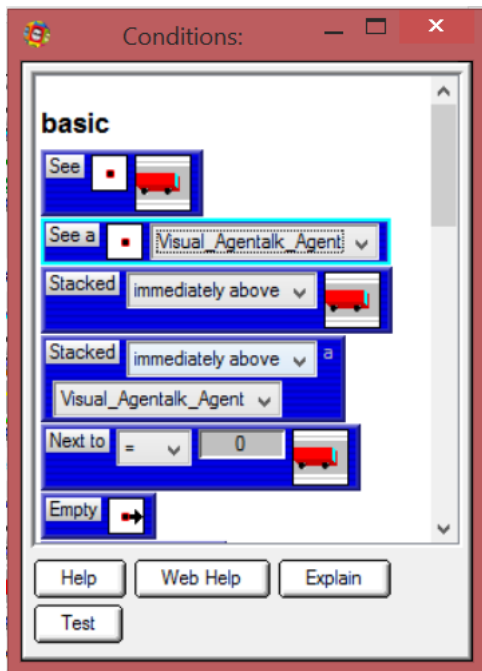 Conditions:
basic
See
See a Visual_Agentalk_Agent
Stacked immediately above
Stacked immediately above a
Visual_Agentalk_Agent
Next to = 0
Empty
Help Web Help Explain
Test